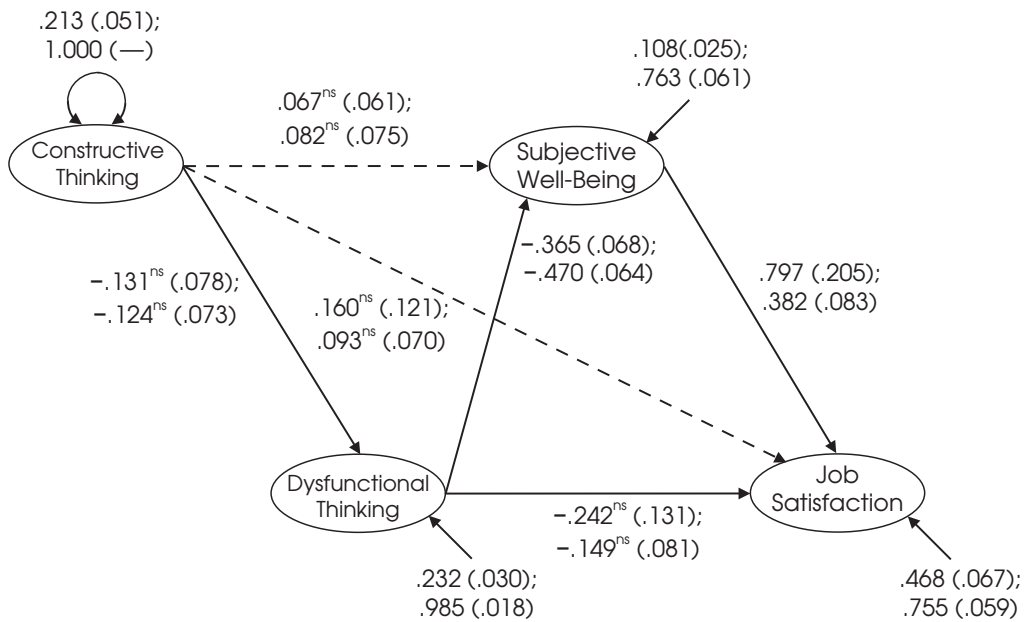 .213 (.051);
1.000 (—)
.108(.025);
.763 (.061)
.067ⁿˢ (.061);
.082ⁿˢ (.075)
Constructive
Thinking
Subjective
Well-Being
−.365 (.068);
−.470 (.064)
−.131ⁿˢ (.078);
−.124ⁿˢ (.073)
.160ⁿˢ (.121);
.093ⁿˢ (.070)
.797 (.205);
.382 (.083)
Dysfunctional
Thinking
Job
Satisfaction
−.242ⁿˢ (.131);
−.149ⁿˢ (.081)
.232 (.030);
.985 (.018)
.468 (.067);
.755 (.059)